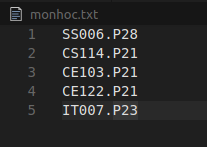 monhoc.txt
1 SS006.P28
2 CS114.P21
3 CE103.P21
4 CE122.P21
5 IT007.P23